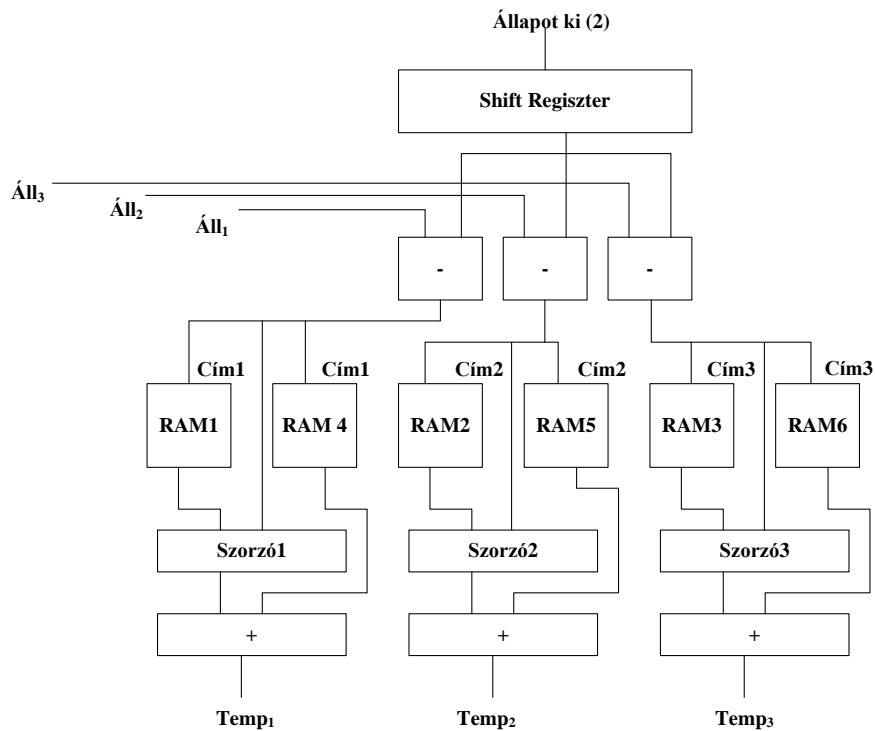 Állapot ki (2)
Shift Regiszter
Áll₃
Áll₂
Áll₁
- - -
Cím1 Cím1 Cím2 Cím2 Cím3 Cím3
RAM1 RAM 4 RAM2 RAM5 RAM3 RAM6
Szorzó1 Szorzó2 Szorzó3
+ + +
Temp₁ Temp₂ Temp₃